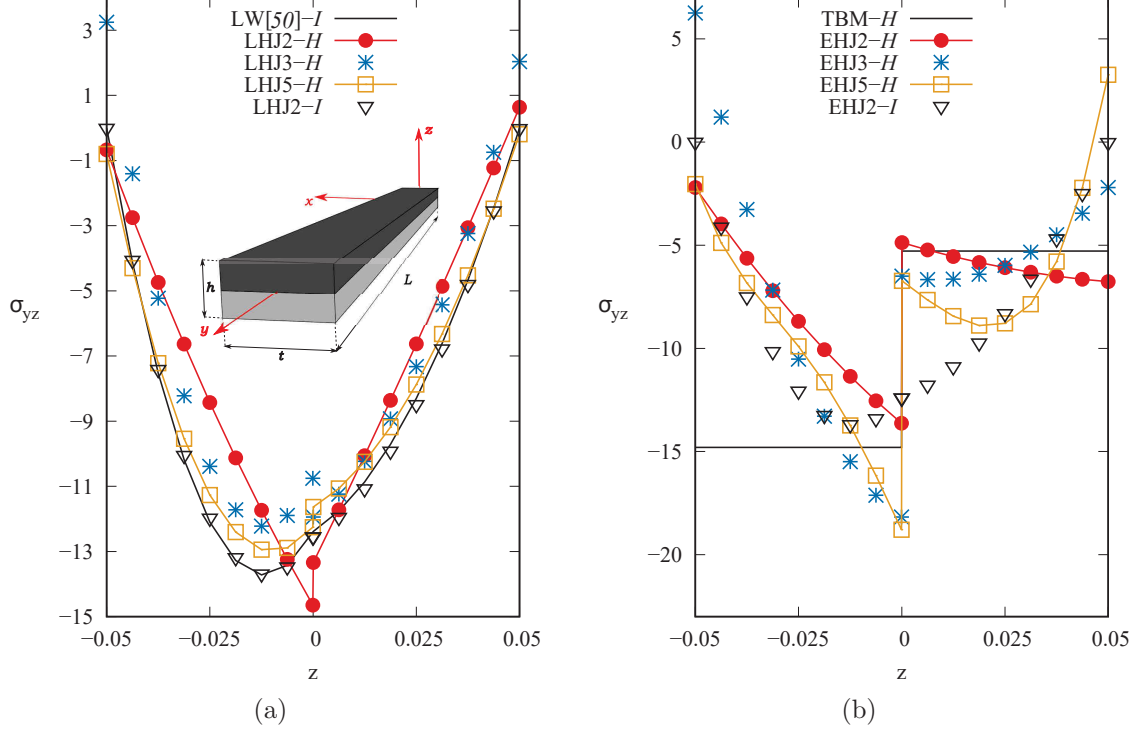 LW[50]−I
LHJ2−H
LHJ3−H
LHJ5−H
LHJ2−I
3
1
−1
−3
−5
−7
−9
−11
−13
−15
σyz
−0.05
−0.025
0
0.025
0.05
z
z
x
y
h
t
L
(a)
TBM−H
EHJ2−H
EHJ3−H
EHJ5−H
EHJ2−I
5
0
−5
−10
−15
−20
σyz
−0.05
−0.025
0
0.025
0.05
z
(b)